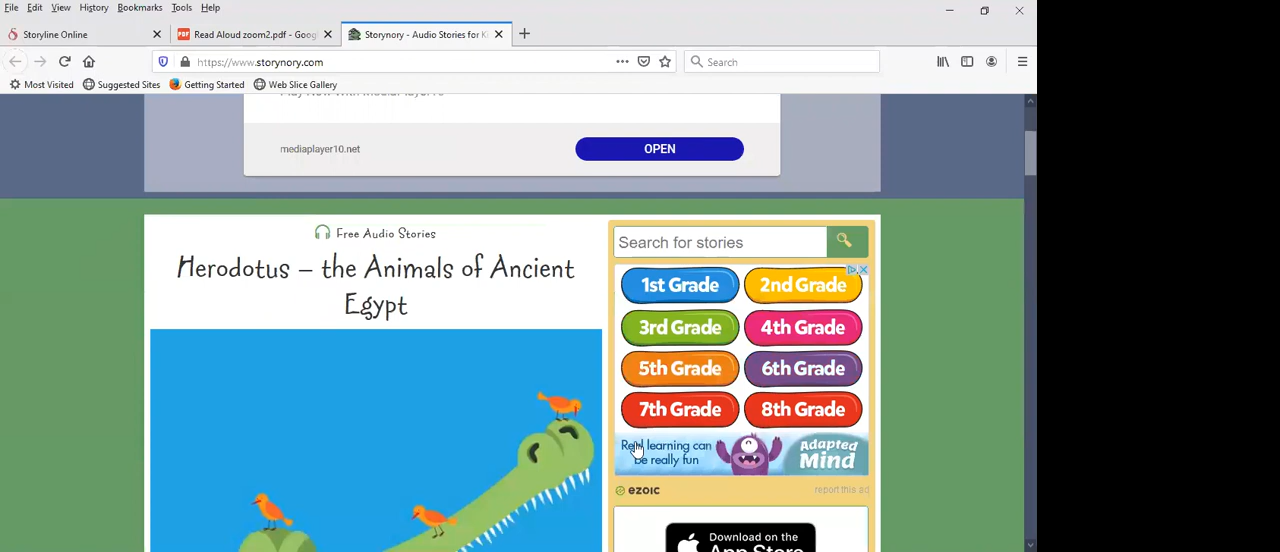 File Edit View History Bookmarks Tools Help
Storyline Online
Read Aloud zoom2.pdf - Goog
Storynory - Audio Stories for Ki
https://www.storynory.com
Search
Most Visited Suggested Sites Getting Started Web Slice Gallery
mediaplayer10.net
OPEN
Free Audio Stories
Herodotus – the Animals of Ancient
Egypt
Search for stories
1st Grade 2nd Grade
3rd Grade 4th Grade
5th Grade 6th Grade
7th Grade 8th Grade
Real learning can
be really fun
Adapted
Mind
ezoic
report this ad
Download on the
App Store